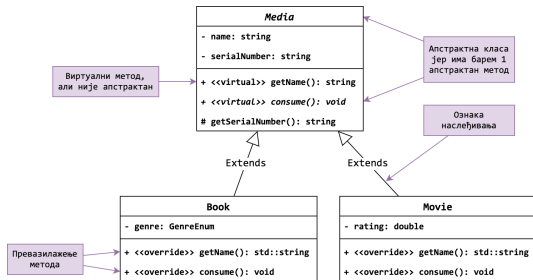 Media
- name: string
- serialNumber: string
+ <<virtual>> getName(): string
+ <<virtual>> consume(): void
# getSerialNumber(): string
Виртуални метод,
али није апстрактан
Апстрактна класа
јер има барем 1
апстрактан метод
Ознака
наслеђивања
Extends
Extends
Book
- genre: GenreEnum
+ <<override>> getName(): std::string
+ <<override>> consume(): void
Movie
- rating: double
+ <<override>> getName(): std::string
+ <<override>> consume(): void
Превазилажење
метода